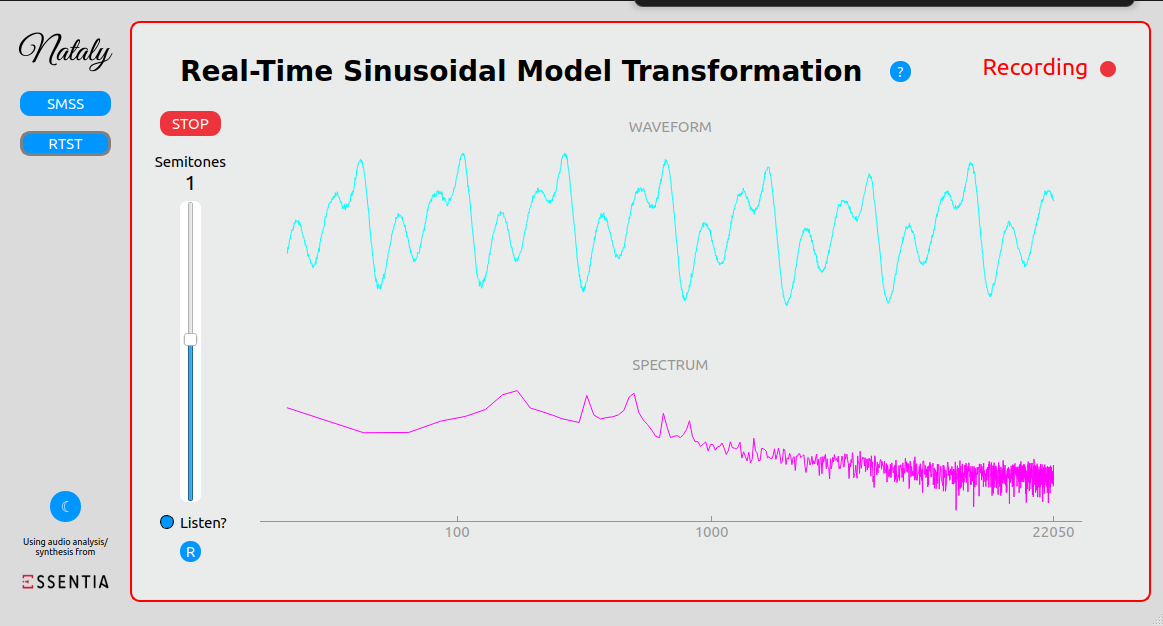 Nataly
SMSS
RTST
Using audio analysis/
synthesis from
ESSENTIA
Real-Time Sinusoidal Model Transformation
?
Recording
STOP
Semitones
1
WAVEFORM
SPECTRUM
Listen?
R
100
1000
22050